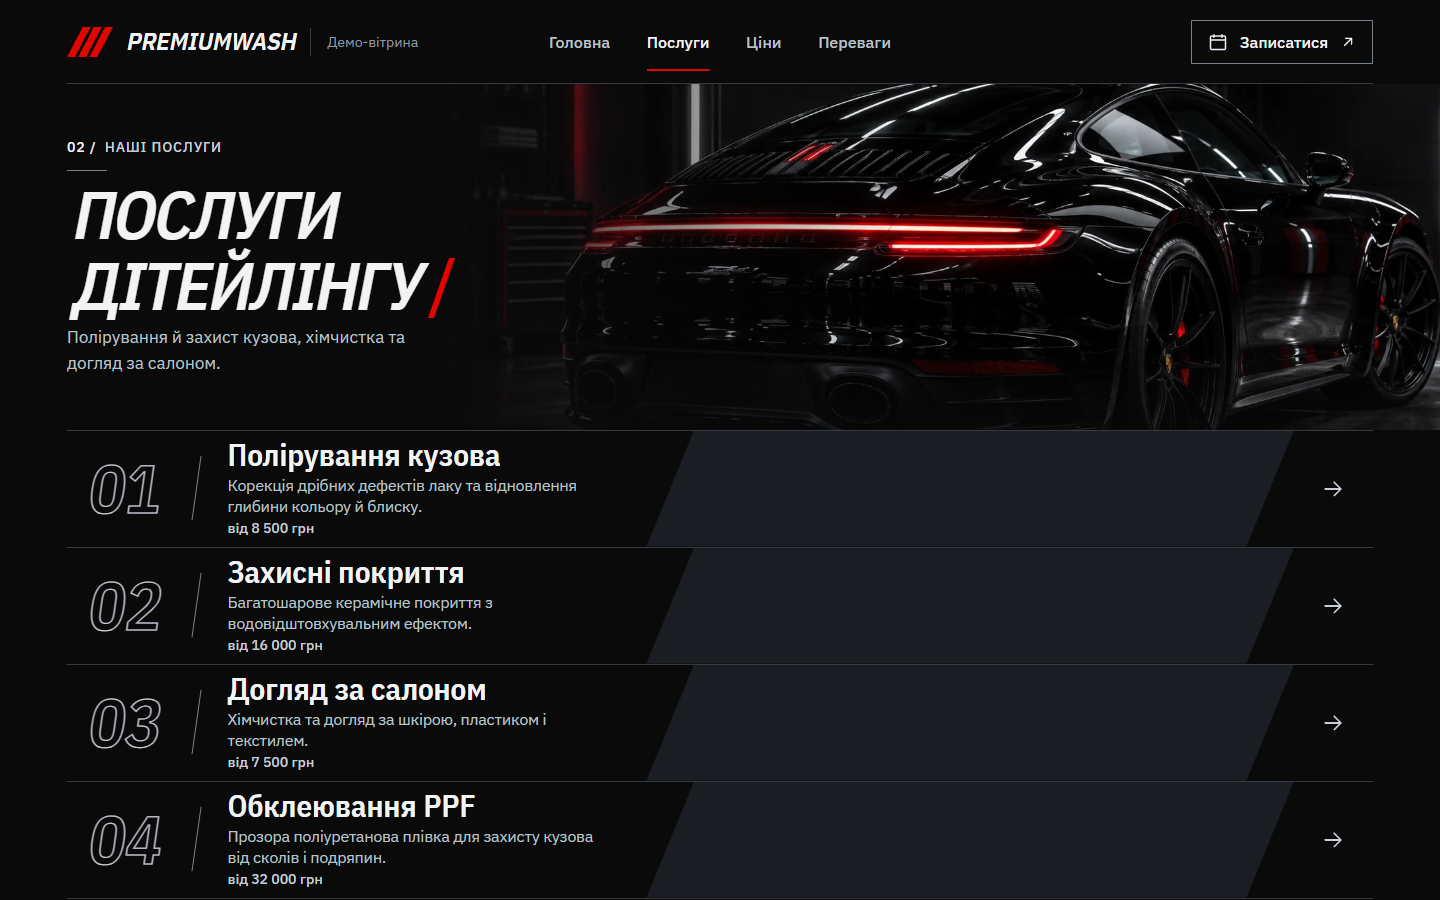 PREMIUMWASH
Демо-вітрина
Головна
Послуги
Ціни
Переваги
Записатися
02 / НАШІ ПОСЛУГИ
ПОСЛУГИ
ДІТЕЙЛІНГУ/
Полірування й захист кузова, хімчистка та
догляд за салоном.
01
Полірування кузова
Корекція дрібних дефектів лаку та відновлення
глибини кольору й блиску.
від 8 500 грн
02
Захисні покриття
Багатошарове керамічне покриття з
водовідштовхувальним ефектом.
від 16 000 грн
03
Догляд за салоном
Хімчистка та догляд за шкірою, пластиком і
текстилем.
від 7 500 грн
04
Обклеювання PPF
Прозора поліуретанова плівка для захисту кузова
від сколів і подряпин.
від 32 000 грн